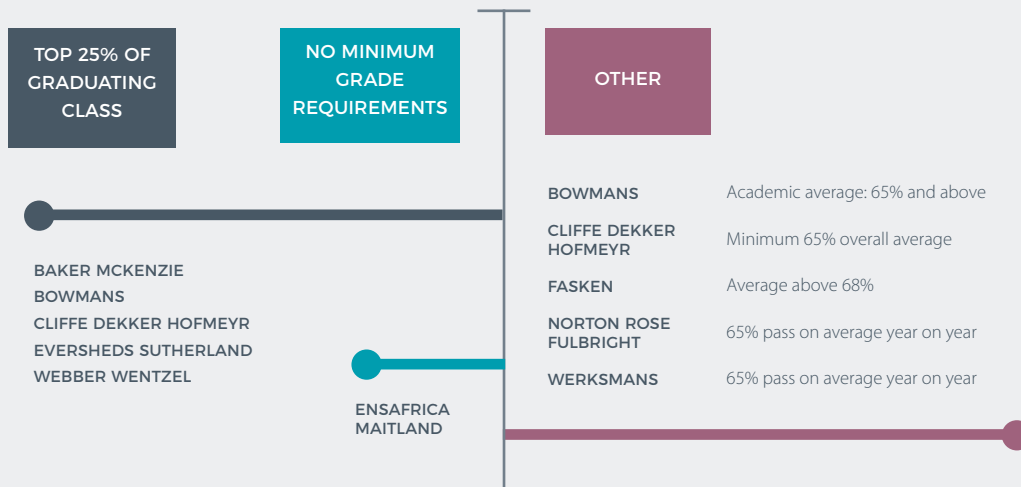 TOP 25% OF
GRADUATING
CLASS
NO MINIMUM
GRADE
REQUIREMENTS
OTHER
BAKER MCKENZIE
BOWMANS
CLIFFE DEKKER HOFMEYR
EVERSHEDS SUTHERLAND
WEBBER WENTZEL
ENSAFRICA
MAITLAND
BOWMANS Academic average: 65% and above
CLIFFE DEKKER
HOFMEYR Minimum 65% overall average
FASKEN Average above 68%
NORTON ROSE
FULBRIGHT 65% pass on average year on year
WERKSMANS 65% pass on average year on year